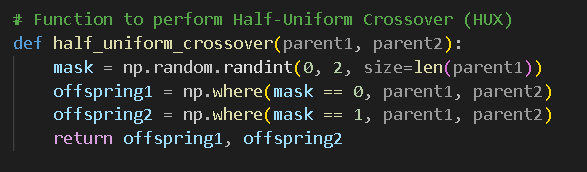 # Function to perform Half-Uniform Crossover (HUX)
def half_uniform_crossover(parent1, parent2):
    mask = np.random.randint(0, 2, size=len(parent1))
    offspring1 = np.where(mask == 0, parent1, parent2)
    offspring2 = np.where(mask == 1, parent1, parent2)
    return offspring1, offspring2